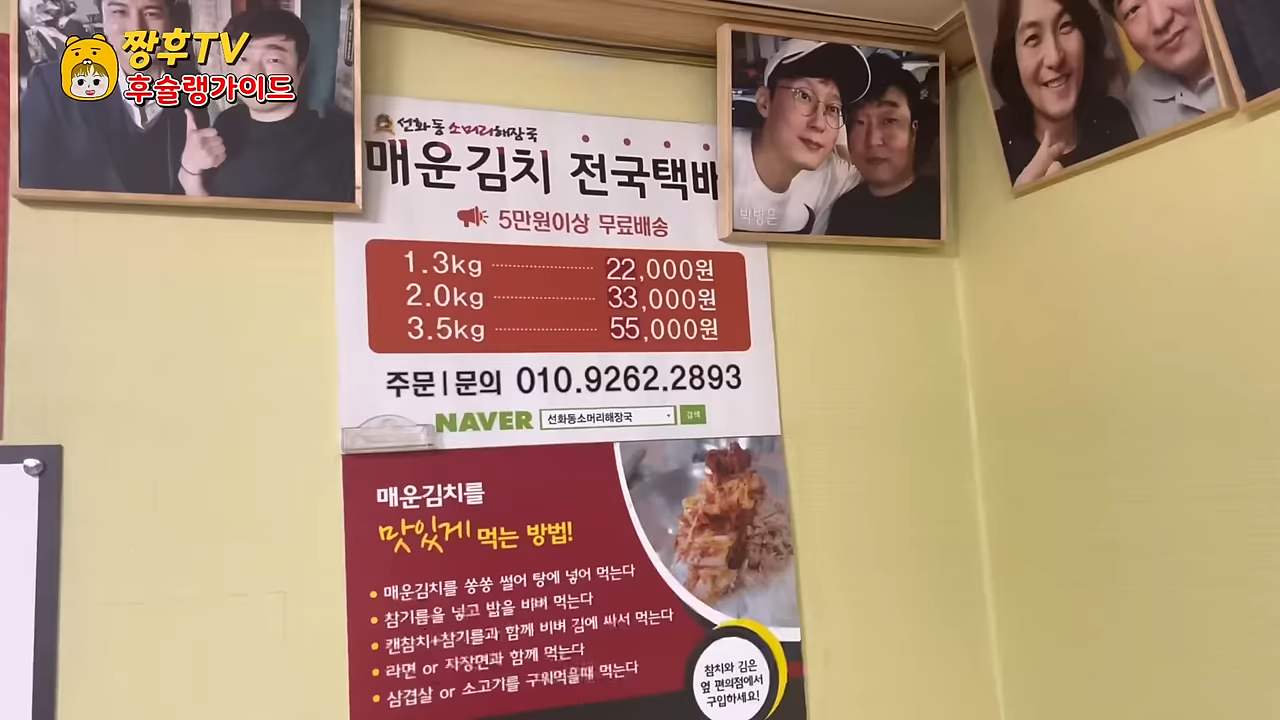 짱후TV
후슐랭가이드
선화동 소머리해장국
매운김치 전국택배
5만원이상 무료배송
1.3kg 22,000원
2.0kg 33,000원
3.5kg 55,000원
주문|문의 010.9262.2893
NAVER 선화동소머리해장국 검색
박병은
매운김치를
맛있게 먹는 방법!
• 매운김치를 쏭쏭 썰어 탕에 넣어 먹는다
• 참기름을 넣고 밥을 비벼 먹는다
• 캔참치+참기름과 함께 비벼 김에 싸서 먹는다
• 라면 or 자장면과 함께 먹는다
• 삼겹살 or 소고기를 구워먹을때 먹는다
참치와 김은
옆 편의점에서
구입하세요!